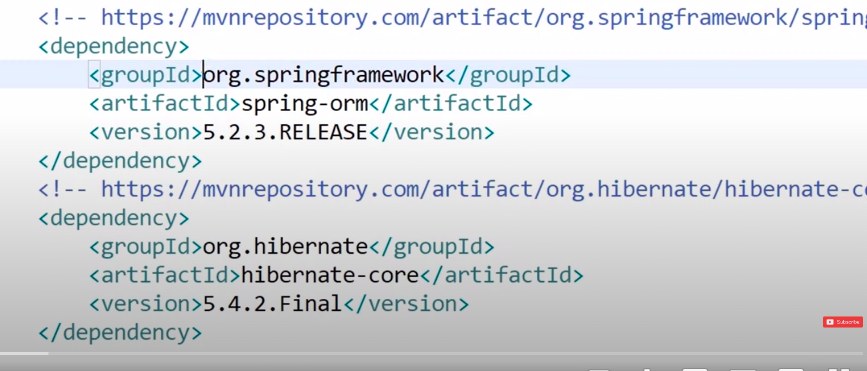 <!-- https://mvnrepository.com/artifact/org.springframework/spring
<dependency>
<groupId>org.springframework</groupId>
<artifactId>spring-orm</artifactId>
<version>5.2.3.RELEASE</version>
</dependency>
<!-- https://mvnrepository.com/artifact/org.hibernate/hibernate-c
<dependency>
<groupId>org.hibernate</groupId>
<artifactId>hibernate-core</artifactId>
<version>5.4.2.Final</version>
Subscribe
</dependency>